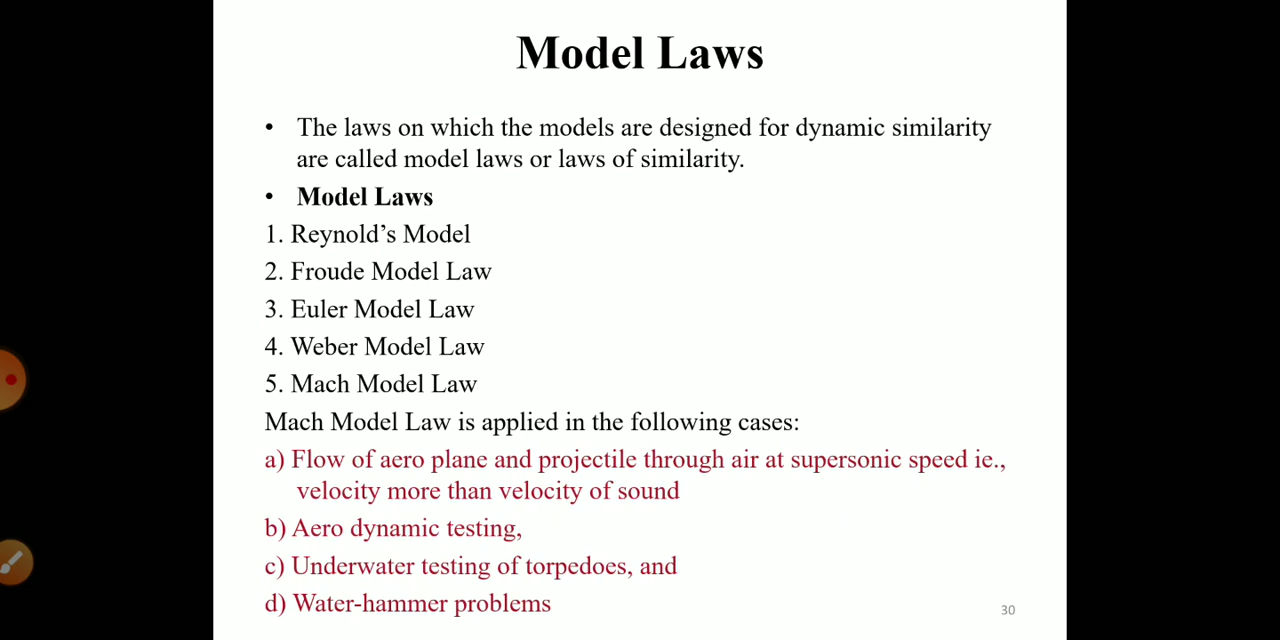 Model Laws
• The laws on which the models are designed for dynamic similarity
are called model laws or laws of similarity.
• Model Laws
1. Reynold’s Model
2. Froude Model Law
3. Euler Model Law
4. Weber Model Law
5. Mach Model Law
Mach Model Law is applied in the following cases:
a) Flow of aero plane and projectile through air at supersonic speed ie.,
velocity more than velocity of sound
b) Aero dynamic testing,
c) Underwater testing of torpedoes, and
d) Water-hammer problems
30